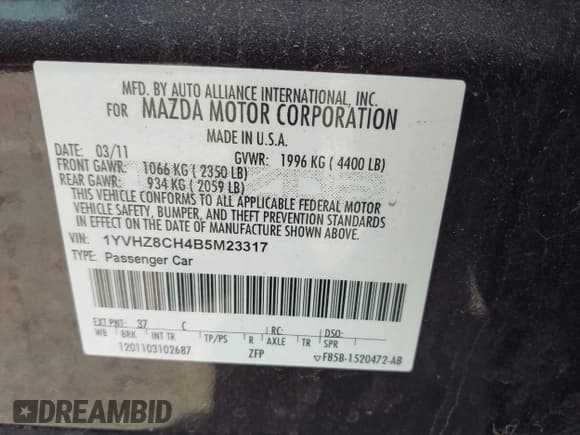 MFD. BY AUTO ALLIANCE INTERNATIONAL, INC.
FOR MAZDA MOTOR CORPORATION
MADE IN U.S.A.
DATE: 03/11 GVWR: 1996 KG ( 4400 LB)
FRONT GAWR: 1066 KG ( 2350 LB)
REAR GAWR: 934 KG ( 2059 LB)
THIS VEHICLE CONFORMS TO ALL APPLICABLE FEDERAL MOTOR
VEHICLE SAFETY, BUMPER, AND THEFT PREVENTION STANDARDS
IN EFFECT ON THE DATE OF MANUFACTURE SHOWN ABOVE.
VIN: 1YVHZ8CH4B5M23317
TYPE: Passenger Car
EXT PNT: 37 C RC: DSO:
WB BRK INT TR TP/PS R AXLE TR SPR
1201103102687 ZFP FB5B-1520472-AB
DREAMBID